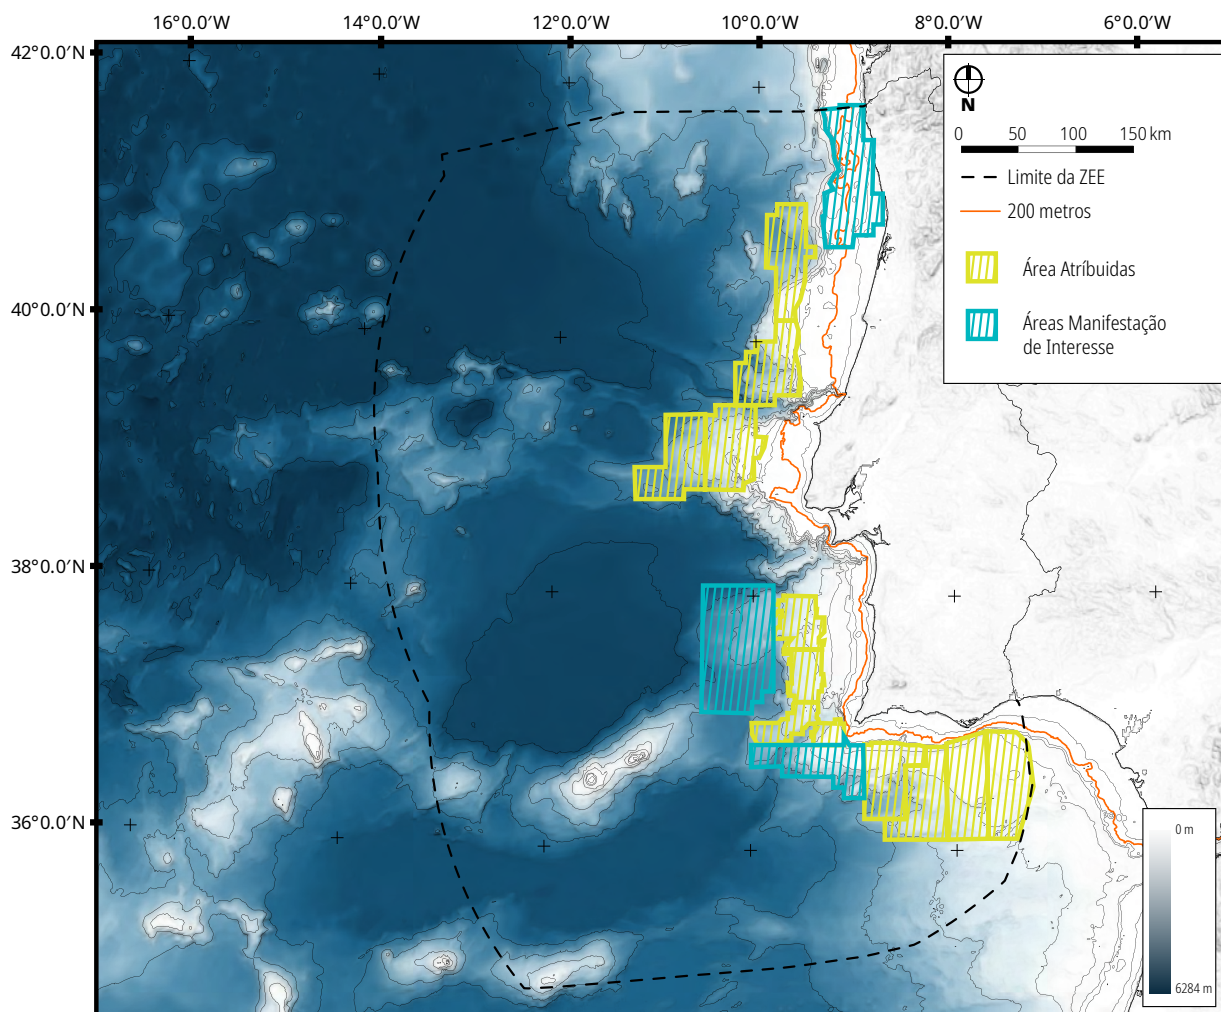 16°0.0'W 14°0.0'W 12°0.0'W 10°0.0'W 8°0.0'W 6°0.0'W
42°0.0'N
40°0.0'N
38°0.0'N
36°0.0'N
N
0 50 100 150 km
Limite da ZEE
200 metros
Área Atríbuidas
Áreas Manifestação
de Interesse
0 m
6284 m